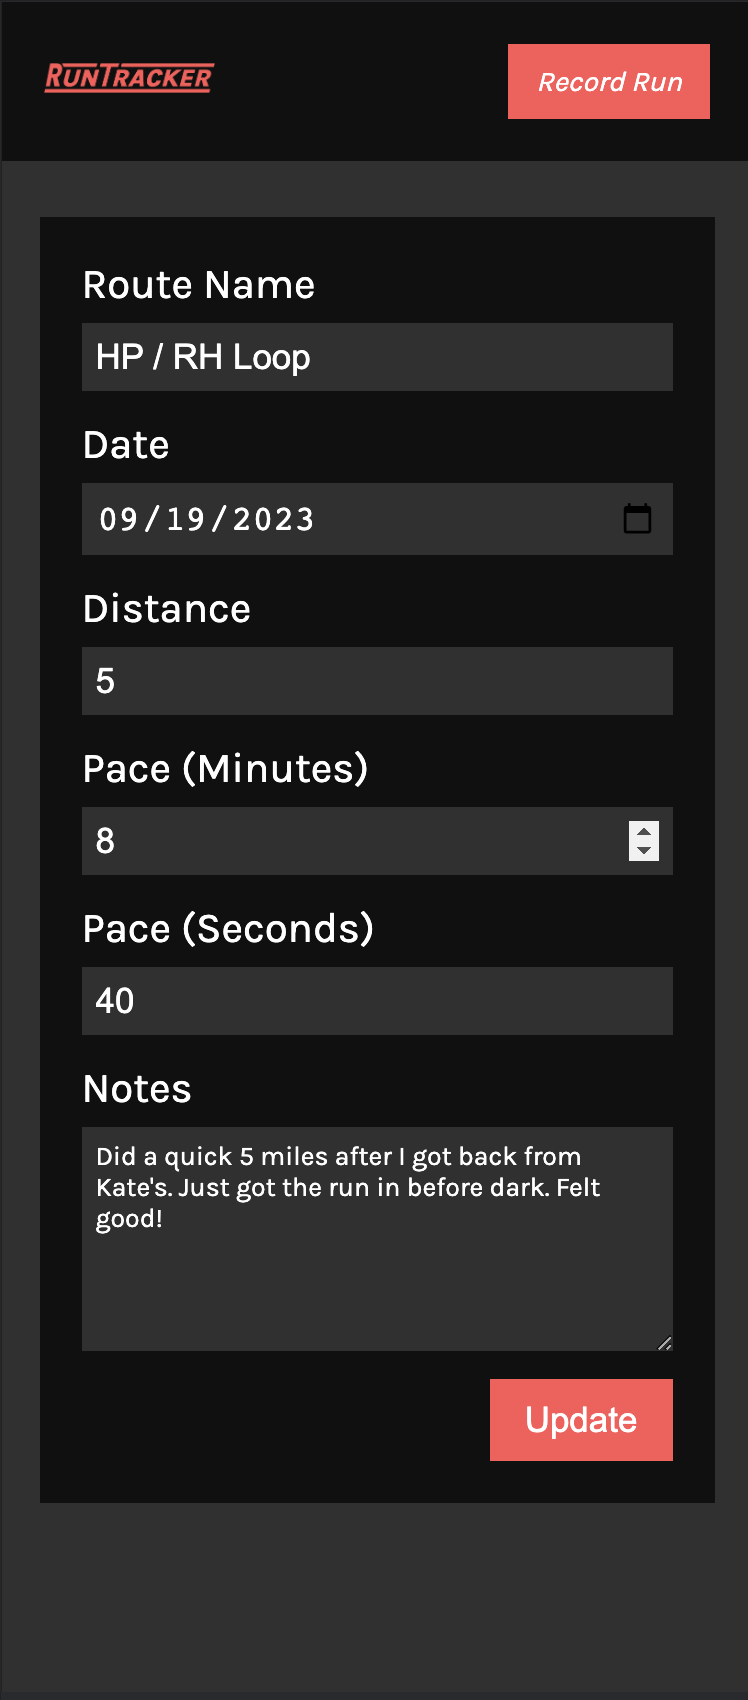 RUNTRACKER
Record Run
Route Name
HP / RH Loop
Date
09/19/2023
Distance
5
Pace (Minutes)
8
Pace (Seconds)
40
Notes
Did a quick 5 miles after I got back from
Kate's. Just got the run in before dark. Felt
good!
Update